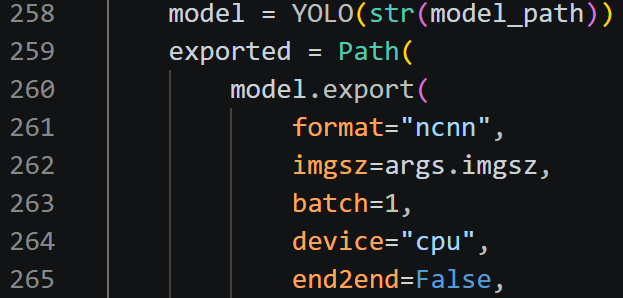 258 model = YOLO(str(model_path))
259 exported = Path(
260 model.export(
261 format="ncnn",
262 imgsz=args.imgsz,
263 batch=1,
264 device="cpu",
265 end2end=False,